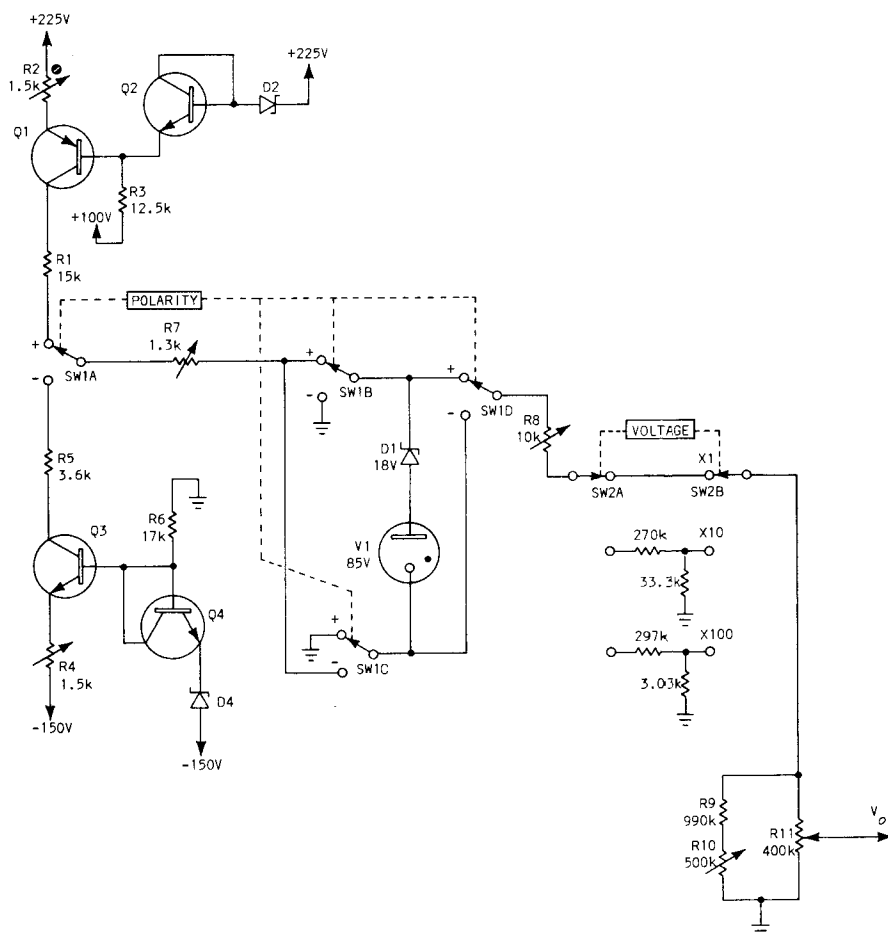 +225V
R2
1.5k
Q1
Q2
D2
+225V
R3
12.5k
+100V
R1
15k
POLARITY
+
-
SW1A
R7
1.3k
+
-
SW1B
+
-
SW1D
R8
10k
VOLTAGE
X1
SW2A
SW2B
D1
18V
R5
3.6k
R6
17k
Q3
Q4
V1
85V
270k
X10
33.3k
+
-
SW1C
297k
X100
3.03k
R4
1.5k
-150V
D4
-150V
R9
990k
R10
500k
R11
400k
Vo